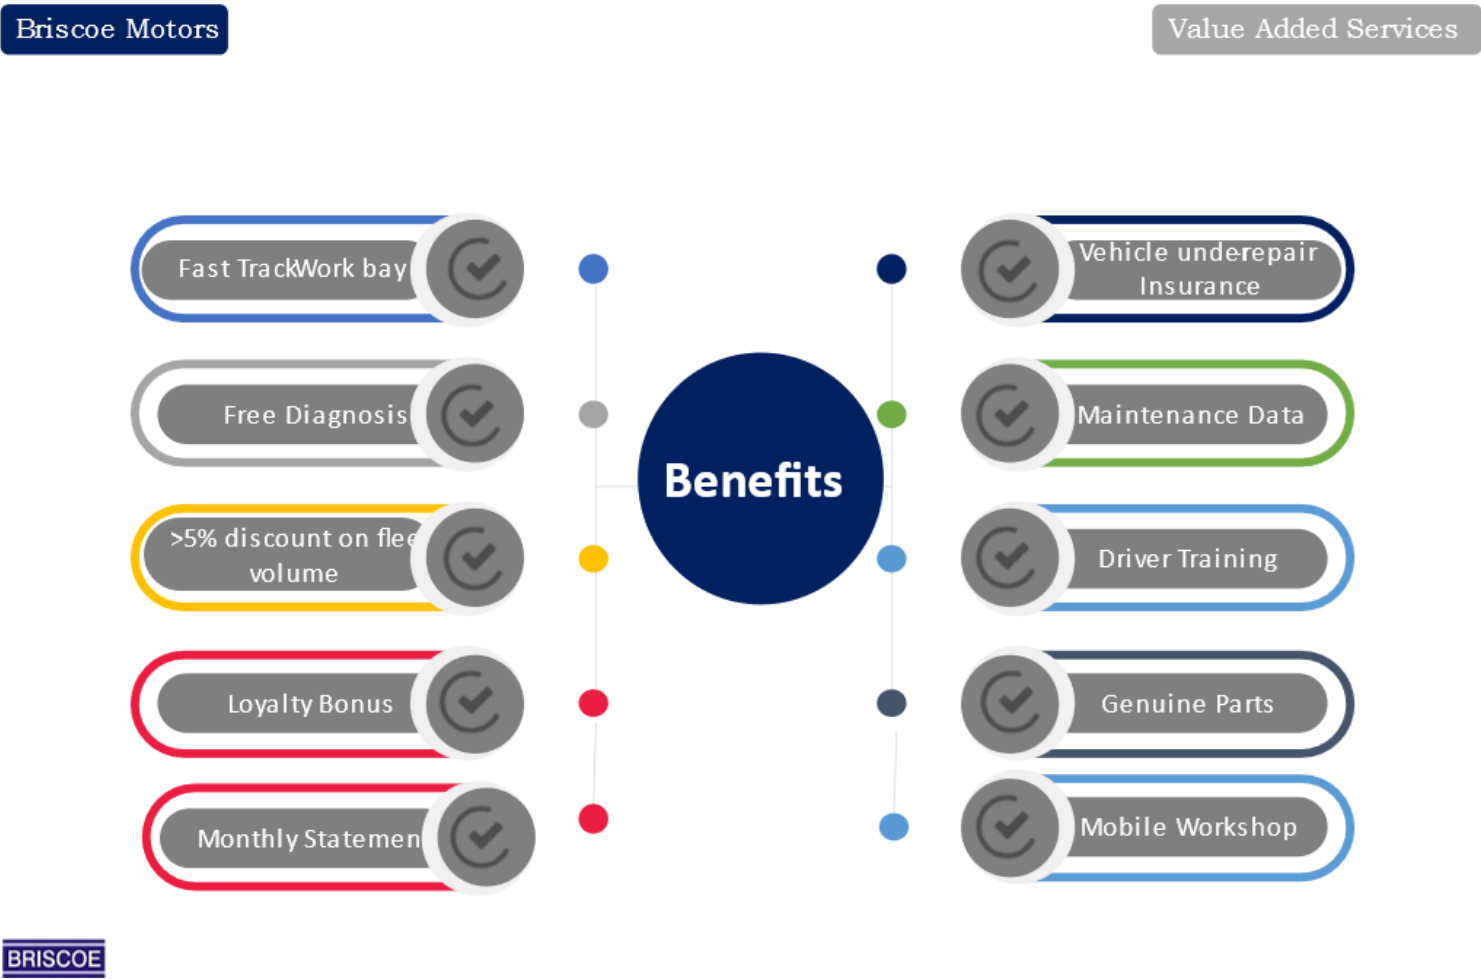 Briscoe Motors
Value Added Services
Fast TrackWork bay
Free Diagnosis
>5% discount on flee
volume
Loyalty Bonus
Monthly Statemen
Benefits
Vehicle underepair
Insurance
Maintenance Data
Driver Training
Genuine Parts
Mobile Workshop
BRISCOE